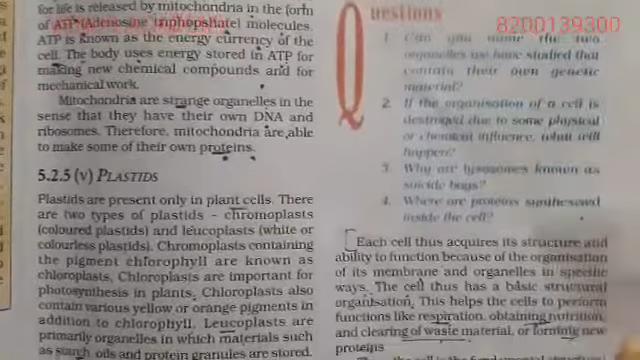 for life is released by mitochondria in the form
of ATP (Adenosine triphopshate) molecules.
ATP is known as the energy currency of the
cell. The body uses energy stored in ATP for
making new chemical compounds and for
mechanical work.
Mitochondria are strange organelles in the
sense that they have their own DNA and
ribosomes. Therefore, mitochondria are able
to make some of their own proteins.
5.2.5 (v) PLASTIDS
Plastids are present only in plant cells. There
are two types of plastids – chromoplasts
(coloured plastids) and leucoplasts (white or
colourless plastids). Chromoplasts containing
the pigment chlorophyll are known as
chloroplasts. Chloroplasts are important for
photosynthesis in plants. Chloroplasts also
contain various yellow or orange pigments in
addition to chlorophyll. Leucoplasts are
primarily organelles in which materials such
as starch, oils and protein granules are stored.
Questions
8200139300
1. Can you name the two
organelles we have studied that
contain their own genetic
material?
2. If the organisation of a cell is
destroyed due to some physical
or chemical influence, what will
happen?
3. Why are lysosomes known as
suicide bags?
4. Where are proteins synthesised
inside the cell?
Each cell thus acquires its structure and
ability to function because of the organisation
of its membrane and organelles in specific
ways. The cell thus has a basic structural
organisation. This helps the cells to perform
functions like respiration, obtaining nutrition,
and clearing of waste material, or forming new
proteins.